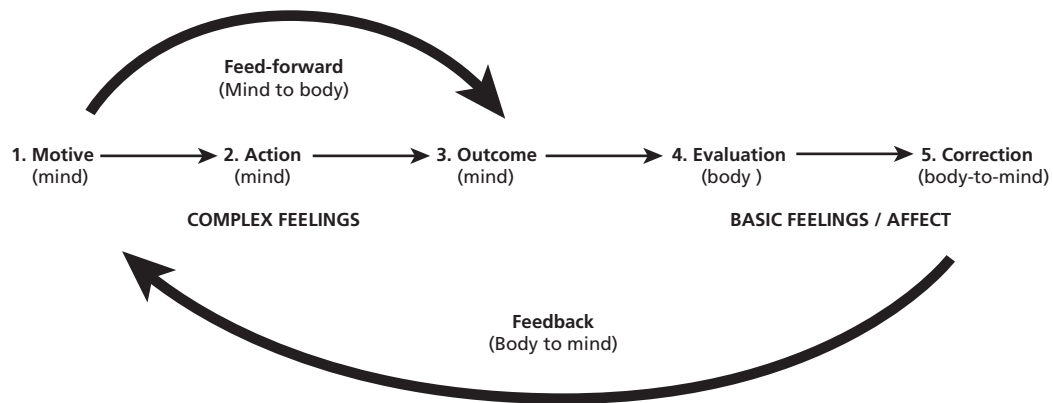 Feed-forward
(Mind to body)
1. Motive
(mind)
2. Action
(mind)
3. Outcome
(mind)
4. Evaluation
(body )
5. Correction
(body-to-mind)
COMPLEX FEELINGS
BASIC FEELINGS / AFFECT
Feedback
(Body to mind)